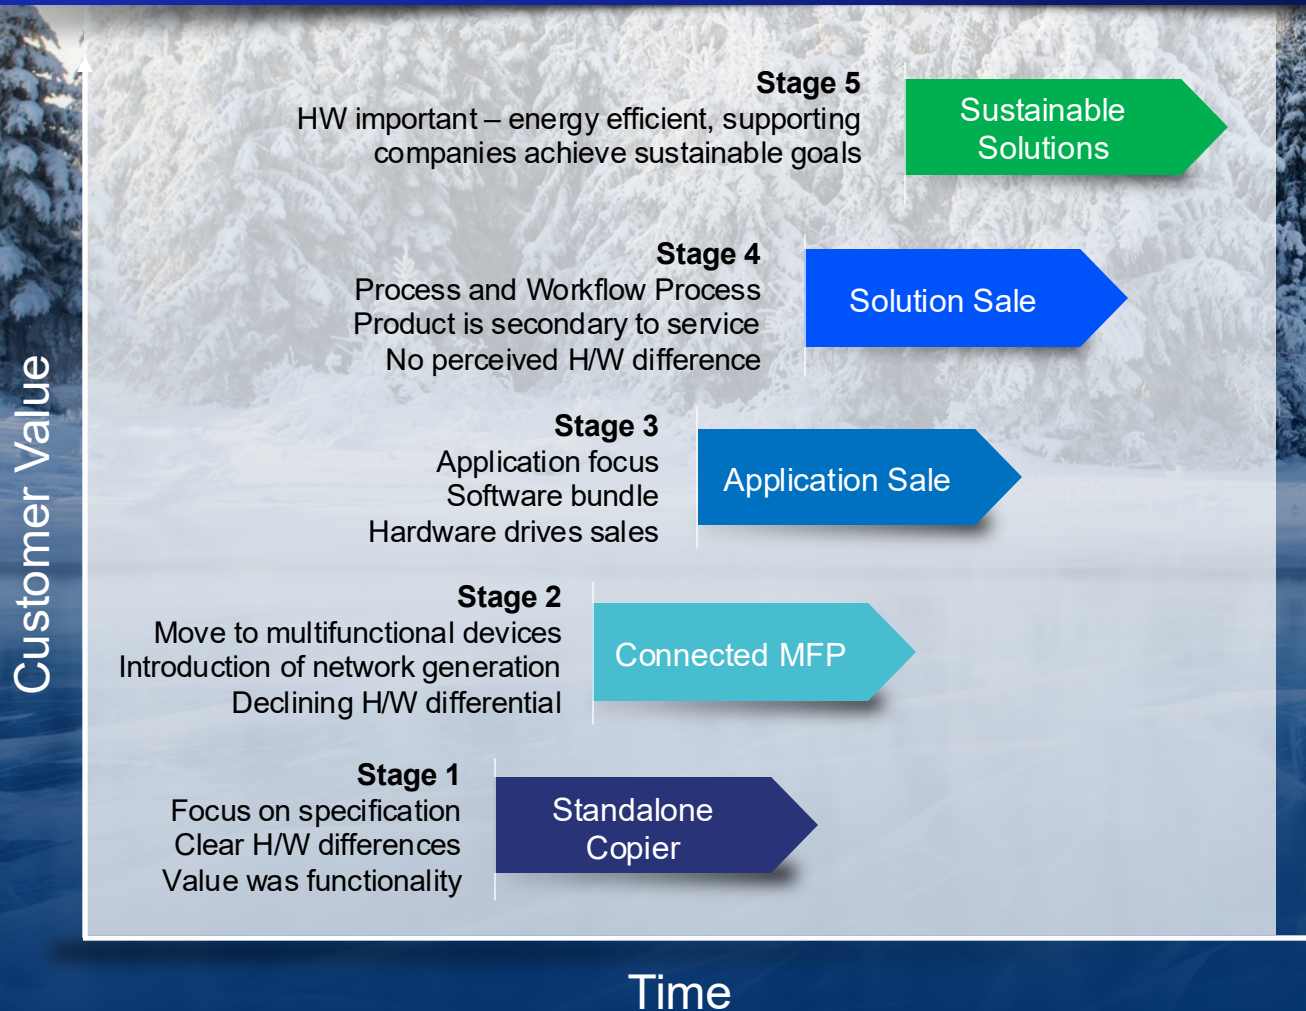 Stage 5
HW important – energy efficient, supporting
companies achieve sustainable goals
Sustainable
Solutions
Stage 4
Process and Workflow Process
Product is secondary to service
No perceived H/W difference
Solution Sale
Stage 3
Application focus
Software bundle
Hardware drives sales
Application Sale
Stage 2
Move to multifunctional devices
Introduction of network generation
Declining H/W differential
Connected MFP
Stage 1
Focus on specification
Clear H/W differences
Value was functionality
Standalone
Copier
Customer Value
Time